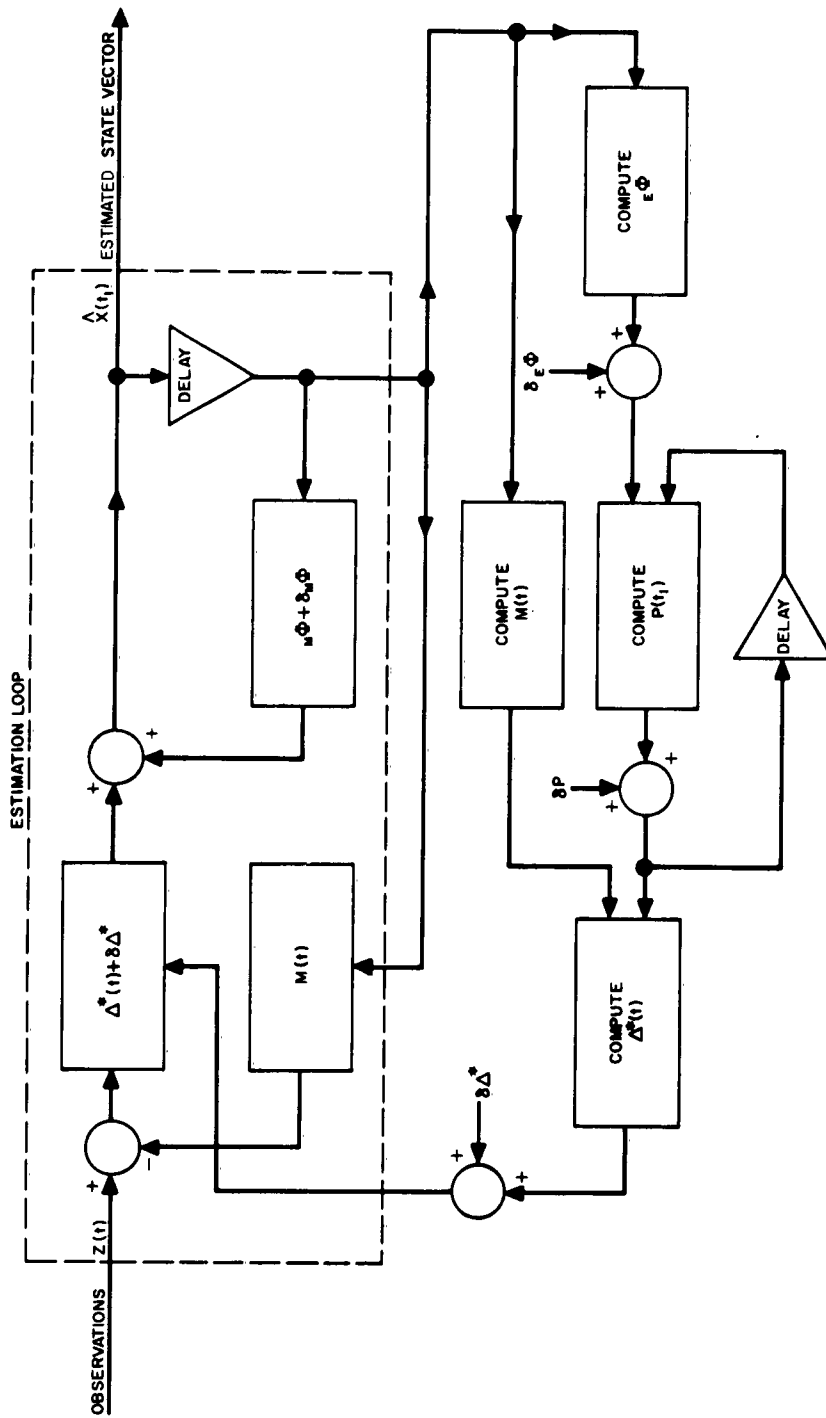 ESTIMATION LOOP
OBSERVATIONS
Z(t)
+
-
Δ*(t)+δΔ*
M(t)
+
+
MΦ+δMΦ
DELAY
X̂(t₁)
ESTIMATED STATE VECTOR
δΔ*
+
+
COMPUTE
Δ*(t)
δP
+
+
COMPUTE
M(t)
COMPUTE
P(t₁)
DELAY
δEΦ
+
+
COMPUTE
EΦ